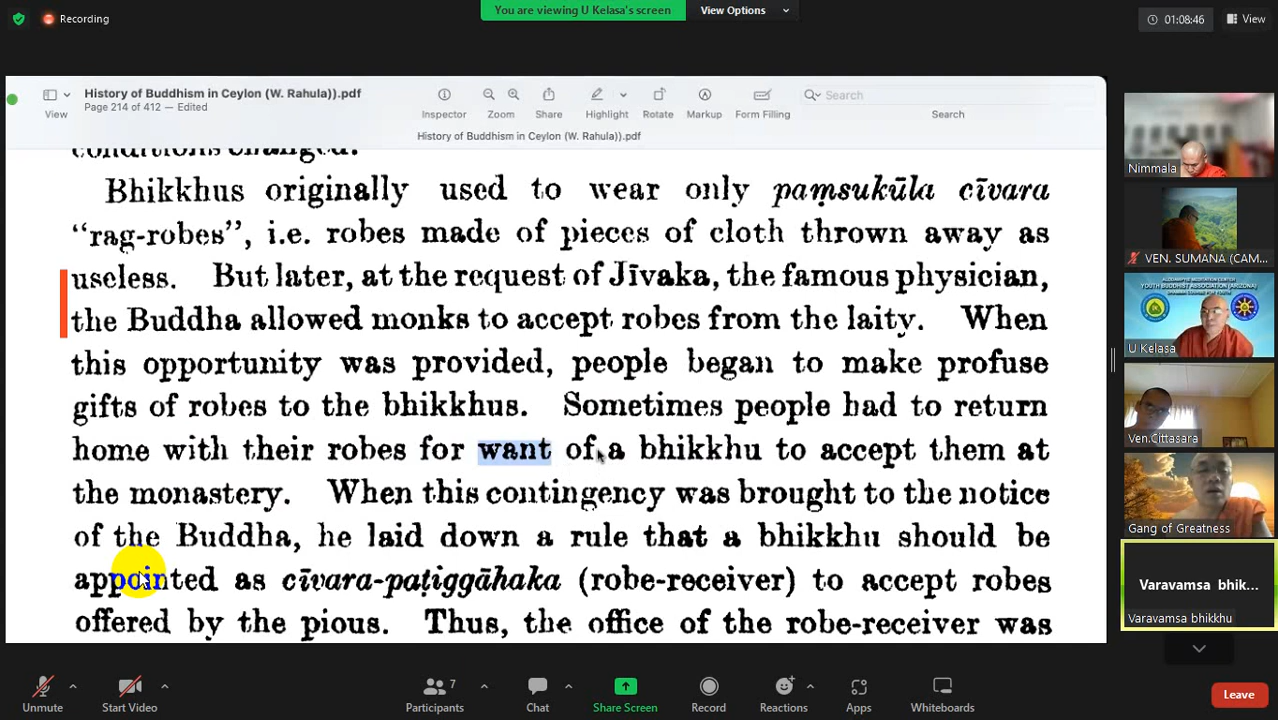 Recording
You are viewing U Kelasa's screen
View Options
01:08:46
View
History of Buddhism in Ceylon (W. Rahula)).pdf
Page 214 of 412 — Edited
View
Inspector
Zoom
Share
Highlight
Rotate
Markup
Form Filling
Search
Search
History of Buddhism in Ceylon (W. Rahula)).pdf
conditions changed.
Bhikkhus originally used to wear only paṃsukūla cīvara
“rag-robes”, i.e. robes made of pieces of cloth thrown away as
useless. But later, at the request of Jīvaka, the famous physician,
the Buddha allowed monks to accept robes from the laity. When
this opportunity was provided, people began to make profuse
gifts of robes to the bhikkhus. Sometimes people had to return
home with their robes for want of a bhikkhu to accept them at
the monastery. When this contingency was brought to the notice
of the Buddha, he laid down a rule that a bhikkhu should be
appointed as cīvara-paṭiggāhaka (robe-receiver) to accept robes
offered by the pious. Thus, the office of the robe-receiver was
Nimmala
VEN. SUMANA (CAM...
YOUTH BUDDHIST ASSOCIATION (ARIZONA)
U Kelasa
Ven.Cittasara
Gang of Greatness
Varavamsa bhik...
Varavamsa bhikkhu
Unmute
Start Video
7
Participants
Chat
Share Screen
Record
Reactions
Apps
Whiteboards
Leave